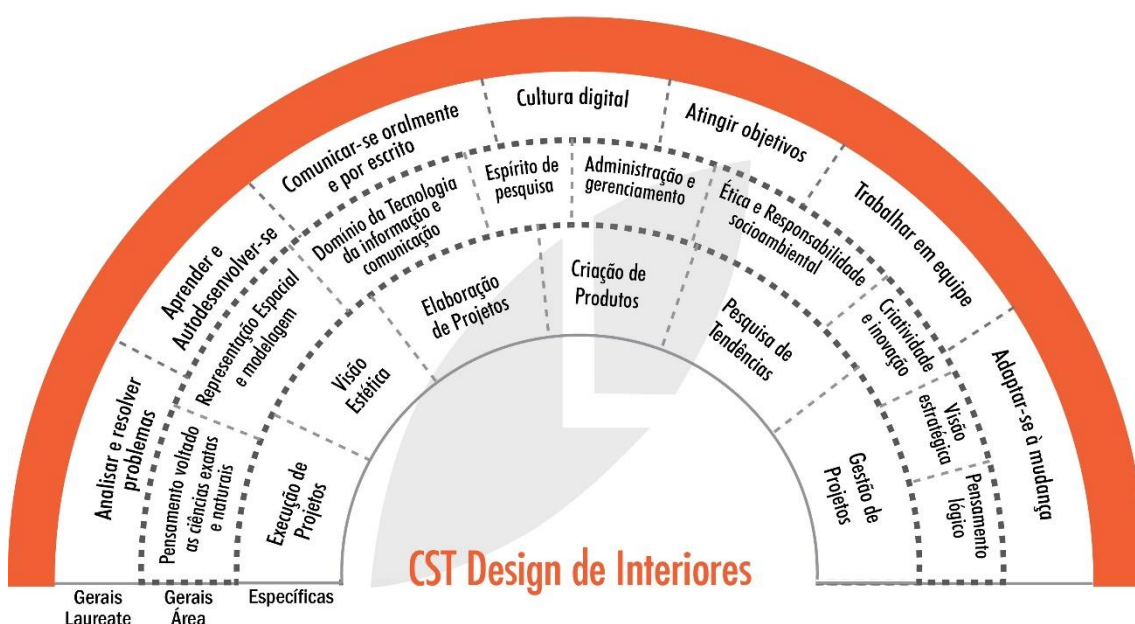 Analisar e resolver
problemas
Aprender e
Autodesenvolver-se
Comunicar-se oralmente
e por escrito
Cultura digital
Atingir objetivos
Trabalhar em equipe
Adaptar-se à mudança
Pensamento voltado
as ciências exatas
e naturais
Representação Espacial
e modelagem
Domínio da Tecnologia
da informação e
comunicação
Espírito de
pesquisa
Administração e
gerenciamento
Ética e Responsabilidade
socioambiental
Criatividade
e inovação
Visão
estratégica
Pensamento
lógico
Execução de
Projetos
Visão
Estética
Elaboração
de Projetos
Criação de
Produtos
Pesquisa de
Tendências
Gestão de
Projetos
CST Design de Interiores
Gerais
Laureate
Gerais
Área
Específicas